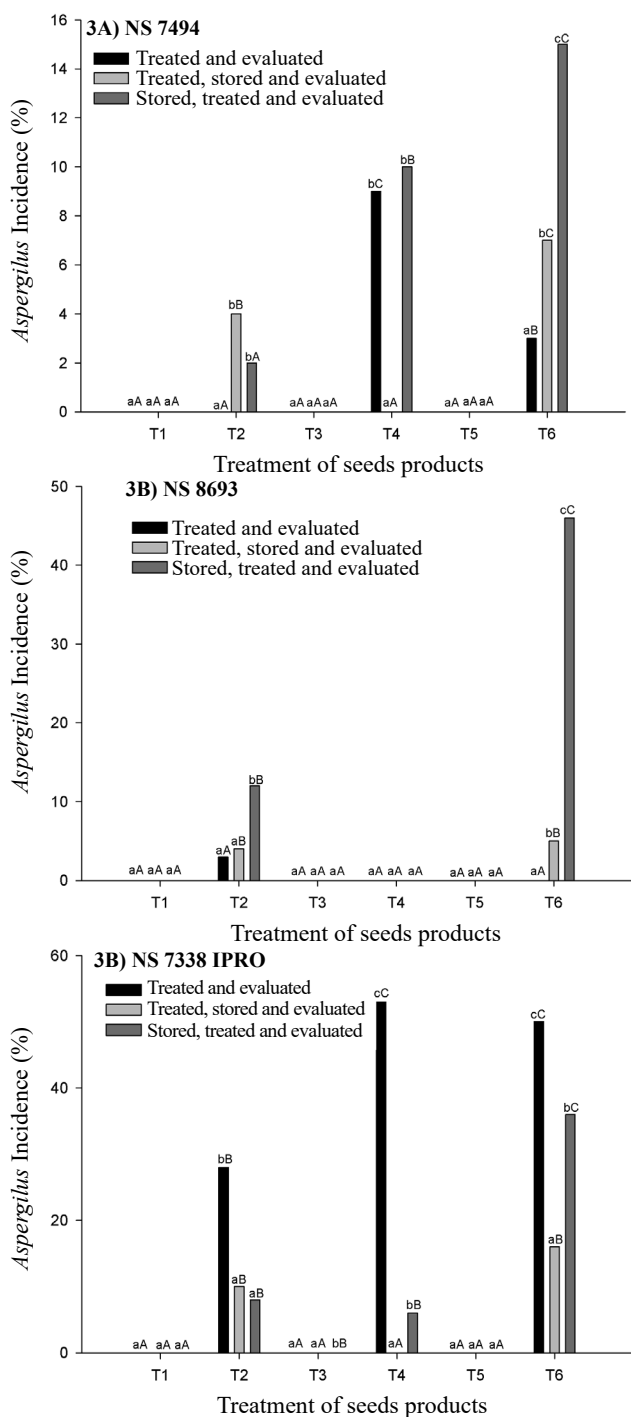 3A) NS 7494
Treated and evaluated
Treated, stored and evaluated
Stored, treated and evaluated
Aspergilus Incidence (%)
16
14
12
10
8
6
4
2
0
aA aA aA
aA
bB
bA
aA aA aA
bC
aA
bB
aA aA aA
aB
bC
cC
T1 T2 T3 T4 T5 T6
Treatment of seeds products
3B) NS 8693
Treated and evaluated
Treated, stored and evaluated
Stored, treated and evaluated
Aspergilus Incidence (%)
50
40
30
20
10
0
aA aA aA
aA
aB
bB
aA aA aA
aA aA aA
aA aA aA
aA
bB
cC
T1 T2 T3 T4 T5 T6
Treatment of seeds products
3B) NS 7338 IPRO
Treated and evaluated
Treated, stored and evaluated
Stored, treated and evaluated
Aspergilus Incidence (%)
60
40
20
0
aA aA aA
bB
aB
aB
aA aA bB
cC
aA
bB
aA aA aA
cC
aB
bC
T1 T2 T3 T4 T5 T6
Treatment of seeds products